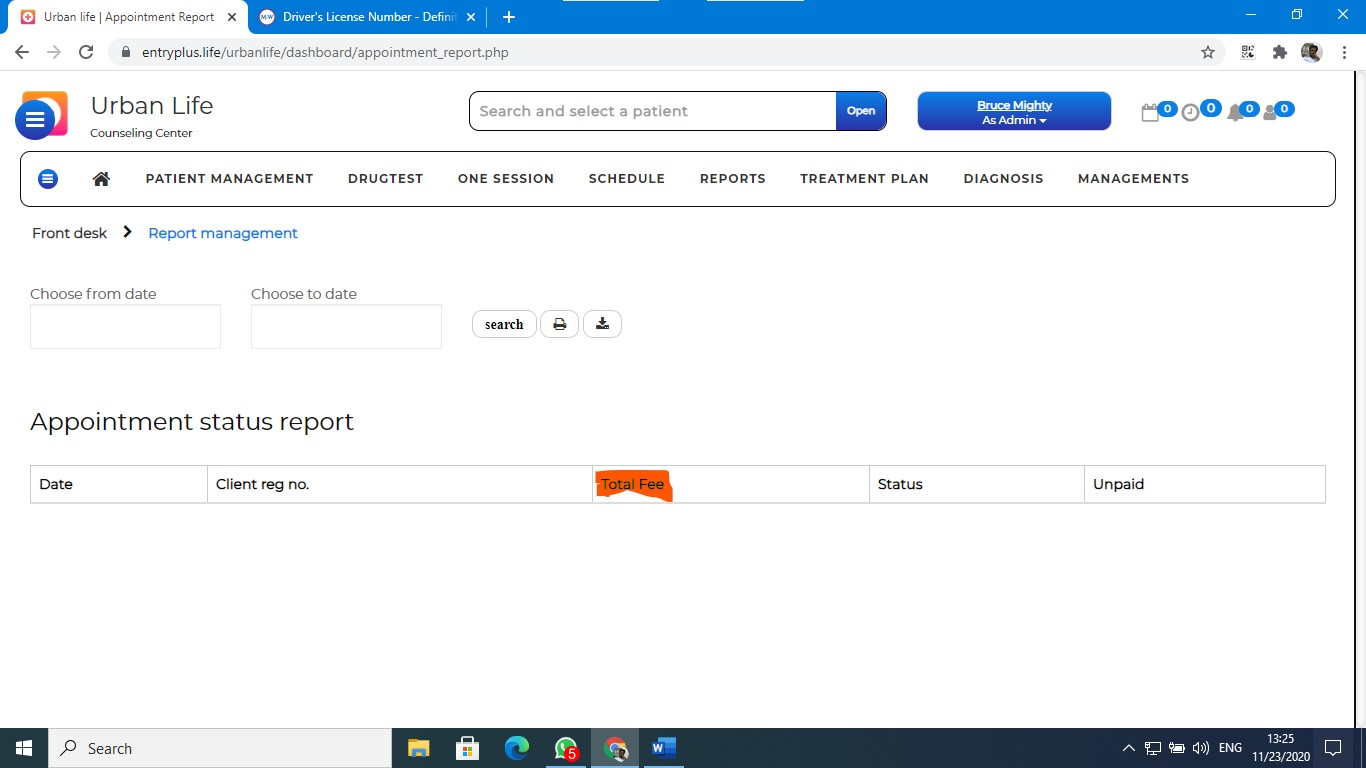 Urban life | Appointment Report
Driver's License Number - Definit
entryplus.life/urbanlife/dashboard/appointment_report.php
Urban Life
Counseling Center
Search and select a patient
Open
Bruce Mighty
As Admin
0
0
0
0
PATIENT MANAGEMENT
DRUGTEST
ONE SESSION
SCHEDULE
REPORTS
TREATMENT PLAN
DIAGNOSIS
MANAGEMENTS
Front desk
Report management
Choose from date
Choose to date
search
Appointment status report
Date
Client reg no.
Total Fee
Status
Unpaid
Search
5
W
ENG
13:25
11/23/2020